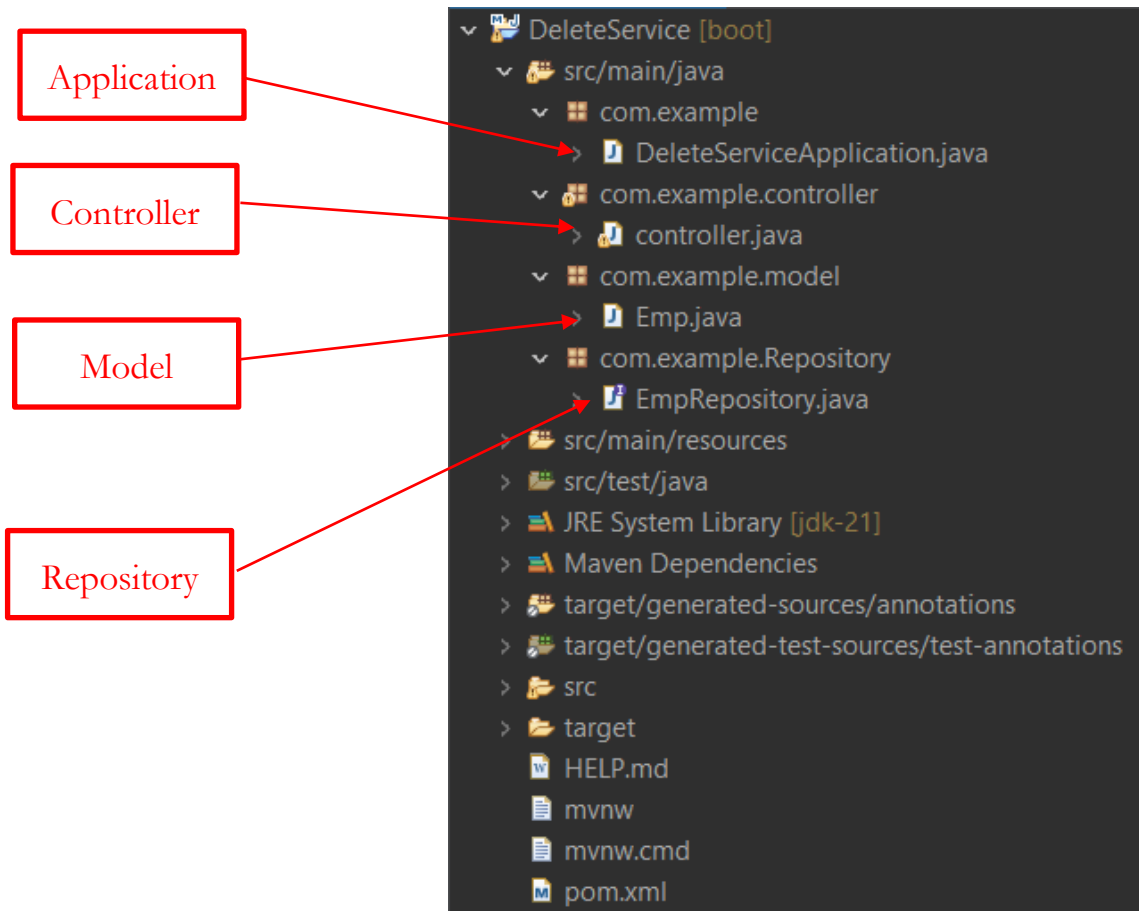 Application
Controller
Model
Repository
DeleteService [boot]
src/main/java
com.example
DeleteServiceApplication.java
com.example.controller
controller.java
com.example.model
Emp.java
com.example.Repository
EmpRepository.java
src/main/resources
src/test/java
JRE System Library [jdk-21]
Maven Dependencies
target/generated-sources/annotations
target/generated-test-sources/test-annotations
src
target
HELP.md
mvnw
mvnw.cmd
pom.xml